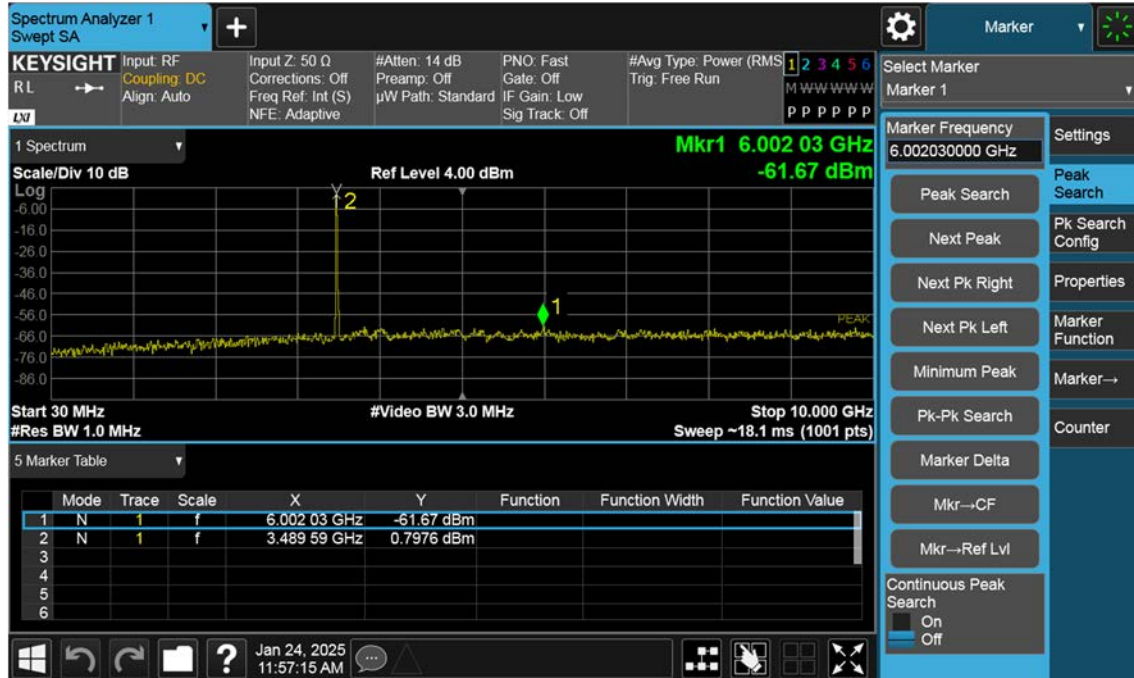 Spectrum Analyzer 1
Swept SA
+
Marker
KEYSIGHT
R L
LXI
Input: RF
Coupling: DC
Align: Auto
Input Z: 50 Ω
Corrections: Off
Freq Ref: Int (S)
NFE: Adaptive
#Atten: 14 dB
Preamp: Off
µW Path: Standard
PNO: Fast
Gate: Off
IF Gain: Low
Sig Track: Off
#Avg Type: Power (RMS
Trig: Free Run
1 2 3 4 5 6
M W W W W W
P P P P P P
Select Marker
Marker 1
1 Spectrum
Scale/Div 10 dB
Ref Level 4.00 dBm
Mkr1 6.002 03 GHz
-61.67 dBm
Log
-6.00
-16.0
-26.0
-36.0
-46.0
-56.0
-66.0
-76.0
-86.0
2
1
PEAK
Start 30 MHz
#Video BW 3.0 MHz
Stop 10.000 GHz
#Res BW 1.0 MHz
Sweep ~18.1 ms (1001 pts)
5 Marker Table
Mode Trace Scale X Y Function Function Width Function Value
1 N 1 f 6.002 03 GHz -61.67 dBm
2 N 1 f 3.489 59 GHz 0.7976 dBm
3
4
5
6
Marker Frequency
6.002030000 GHz
Peak Search
Next Peak
Next Pk Right
Next Pk Left
Minimum Peak
Pk-Pk Search
Marker Delta
Mkr→CF
Mkr→Ref Lvl
Continuous Peak
Search
On
Off
Settings
Peak
Search
Pk Search
Config
Properties
Marker
Function
Marker→
Counter
?
Jan 24, 2025
11:57:15 AM